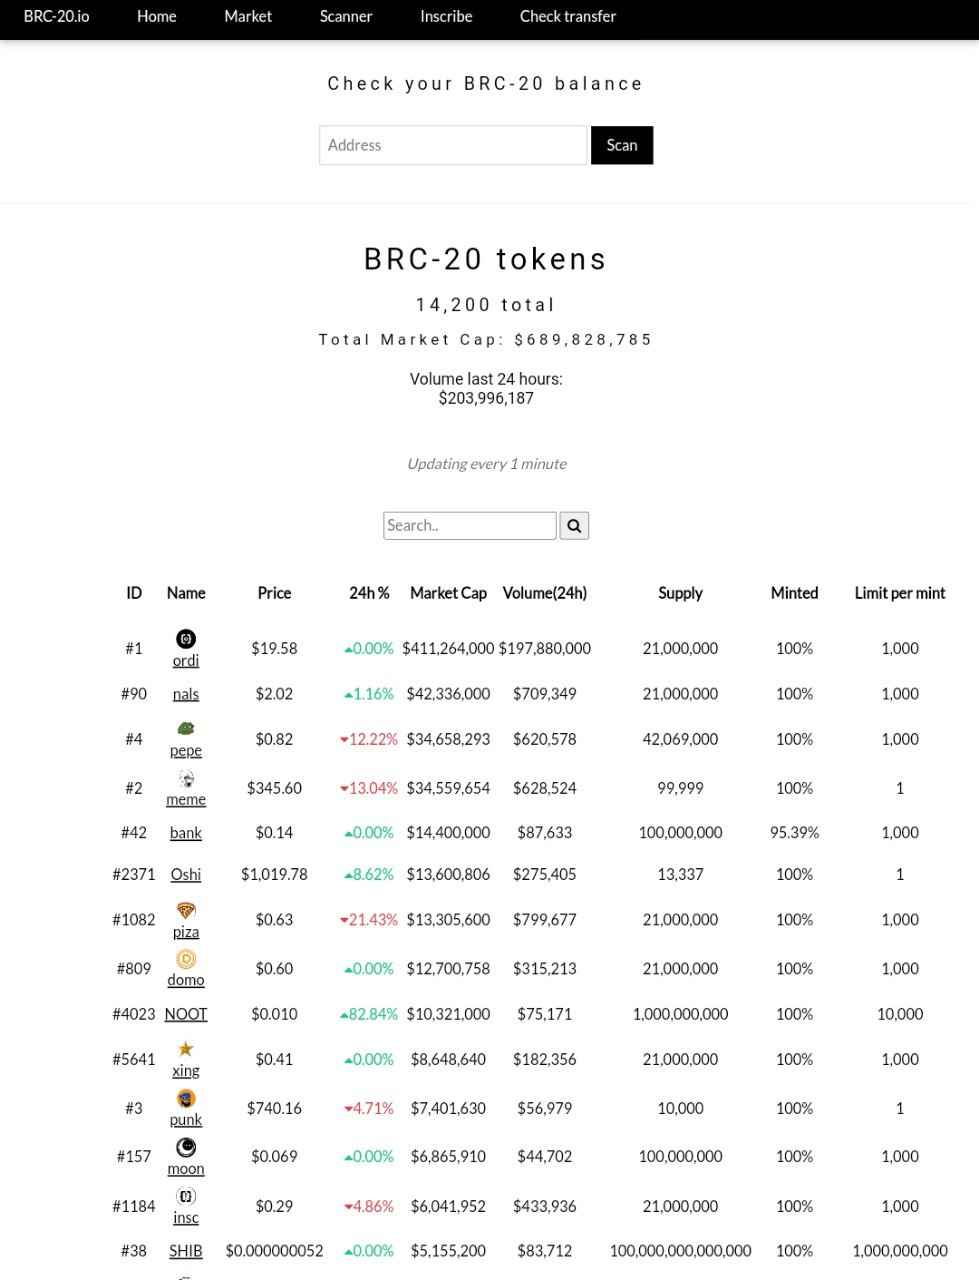 BRC-20.io Home Market Scanner Inscribe Check transfer
Check your BRC-20 balance
Address Scan
BRC-20 tokens
14,200 total
Total Market Cap: $689,828,785
Volume last 24 hours:
$203,996,187
Updating every 1 minute
Search..
ID Name Price 24h % Market Cap Volume(24h) Supply Minted Limit per mint
#1 ordi $19.58 ▲0.00% $411,264,000 $197,880,000 21,000,000 100% 1,000
#90 nals $2.02 ▲1.16% $42,336,000 $709,349 21,000,000 100% 1,000
#4 pepe $0.82 ▼12.22% $34,658,293 $620,578 42,069,000 100% 1,000
#2 meme $345.60 ▼13.04% $34,559,654 $628,524 99,999 100% 1
#42 bank $0.14 ▲0.00% $14,400,000 $87,633 100,000,000 95.39% 1,000
#2371 Oshi $1,019.78 ▲8.62% $13,600,806 $275,405 13,337 100% 1
#1082 piza $0.63 ▼21.43% $13,305,600 $799,677 21,000,000 100% 1,000
#809 domo $0.60 ▲0.00% $12,700,758 $315,213 21,000,000 100% 1,000
#4023 NOOT $0.010 ▲82.84% $10,321,000 $75,171 1,000,000,000 100% 10,000
#5641 xing $0.41 ▲0.00% $8,648,640 $182,356 21,000,000 100% 1,000
#3 punk $740.16 ▼4.71% $7,401,630 $56,979 10,000 100% 1
#157 moon $0.069 ▲0.00% $6,865,910 $44,702 100,000,000 100% 1,000
#1184 insc $0.29 ▼4.86% $6,041,952 $433,936 21,000,000 100% 1,000
#38 SHIB $0.000000052 ▲0.00% $5,155,200 $83,712 100,000,000,000,000 100% 1,000,000,000